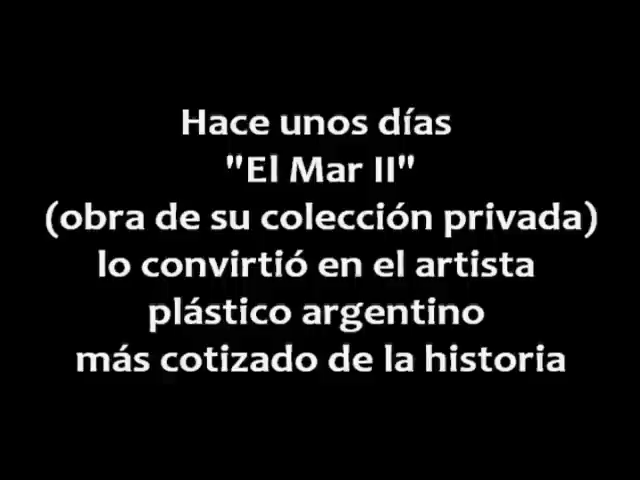 Hace unos días
"El Mar II"
(obra de su colección privada)
lo convirtió en el artista
plástico argentino
más cotizado de la historia